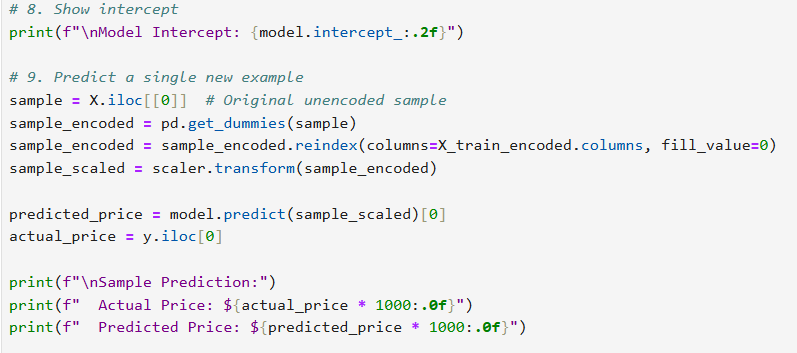 # 8. Show intercept
print(f"\nModel Intercept: {model.intercept_:.2f}")
# 9. Predict a single new example
sample = X.iloc[[0]]  # Original unencoded sample
sample_encoded = pd.get_dummies(sample)
sample_encoded = sample_encoded.reindex(columns=X_train_encoded.columns, fill_value=0)
sample_scaled = scaler.transform(sample_encoded)
predicted_price = model.predict(sample_scaled)[0]
actual_price = y.iloc[0]
print(f"\nSample Prediction:")
print(f"  Actual Price: ${actual_price * 1000:.0f}")
print(f"  Predicted Price: ${predicted_price * 1000:.0f}")